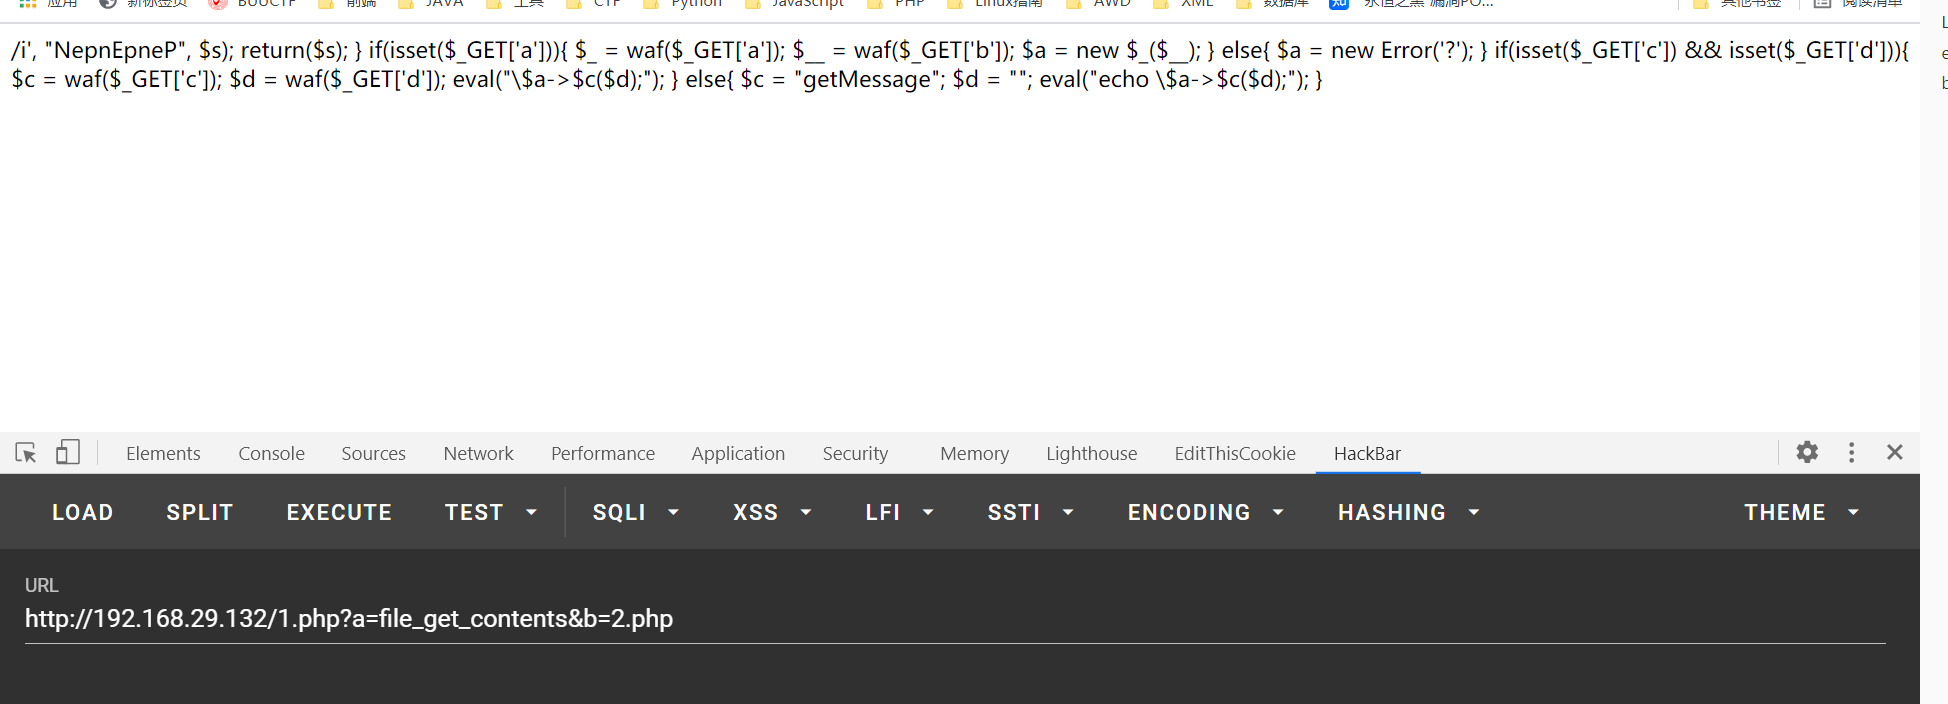 应用 新标签页 BUUCTF 前端 JAVA 工具 CTF Python JavaScript PHP Linux指南 AWD XML 数据库 知 永恒之黑 漏洞PO... 其他书签 阅读清单
/i', "NepnEpneP", $s); return($s); } if(isset($_GET['a'])){ $_ = waf($_GET['a']); $__ = waf($_GET['b']); $a = new $_($__); } else{ $a = new Error('?'); } if(isset($_GET['c']) && isset($_GET['d'])){
$c = waf($_GET['c']); $d = waf($_GET['d']); eval("\$a->$c($d);"); } else{ $c = "getMessage"; $d = ""; eval("echo \$a->$c($d);"); }
Elements Console Sources Network Performance Application Security Memory Lighthouse EditThisCookie HackBar
LOAD SPLIT EXECUTE TEST SQLI XSS LFI SSTI ENCODING HASHING THEME
URL
http://192.168.29.132/1.php?a=file_get_contents&b=2.php